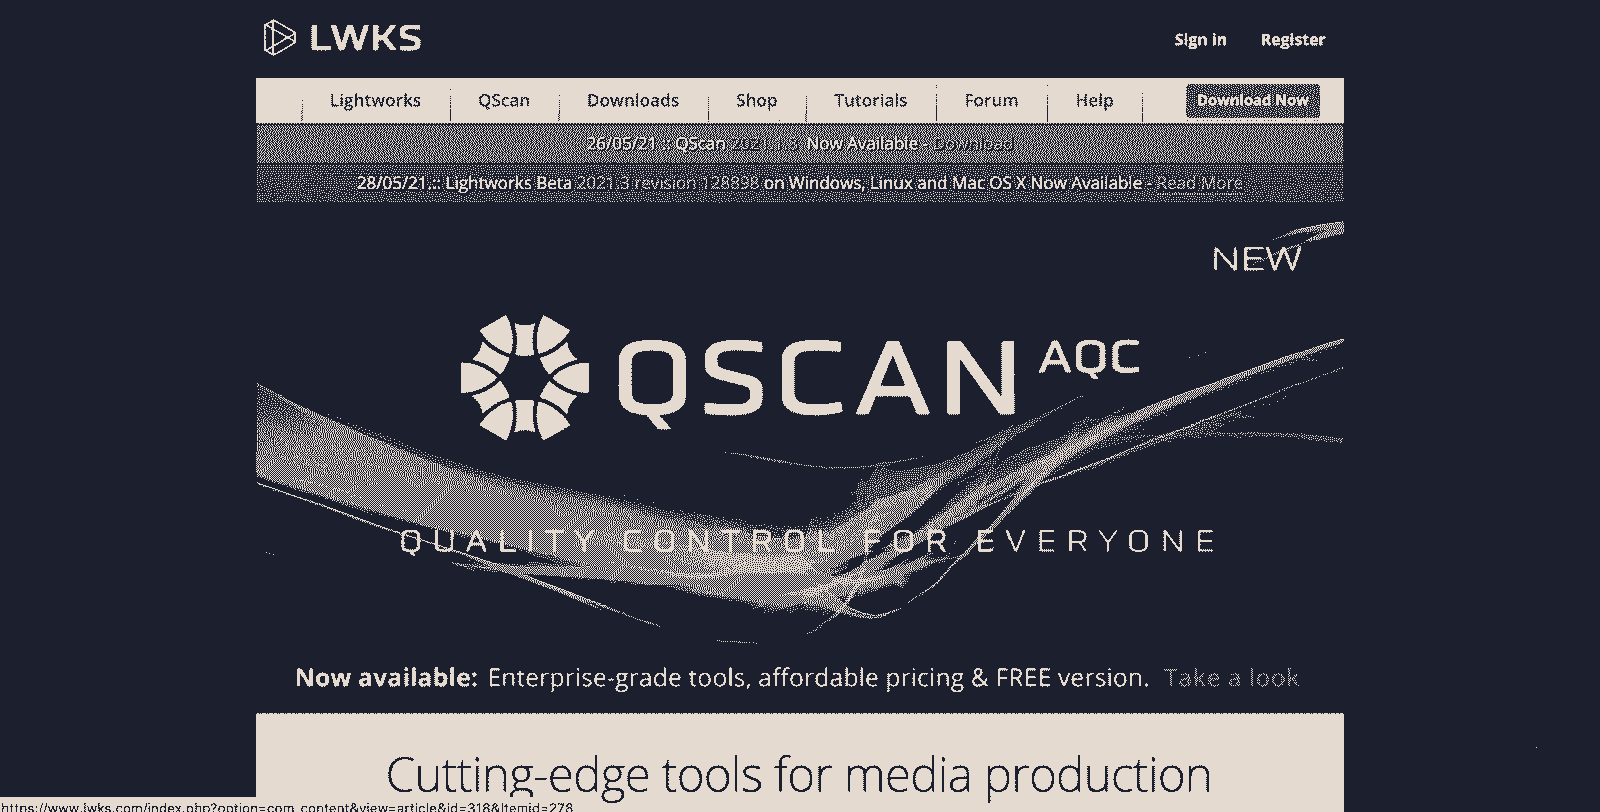 LWKS
Sign in Register
Lightworks QScan Downloads Shop Tutorials Forum Help Download Now
26/05/21 :: QScan 2021.1.3 Now Available - Download
28/05/21 :: Lightworks Beta 2021.3 revision 128898 on Windows, Linux and Mac OS X Now Available - Read More
NEW
QSCAN AQC
QUALITY CONTROL FOR EVERYONE
Now available: Enterprise-grade tools, affordable pricing & FREE version. Take a look
Cutting-edge tools for media production
https://www.lwks.com/index.php?option=com_content&view=article&id=318&Itemid=278